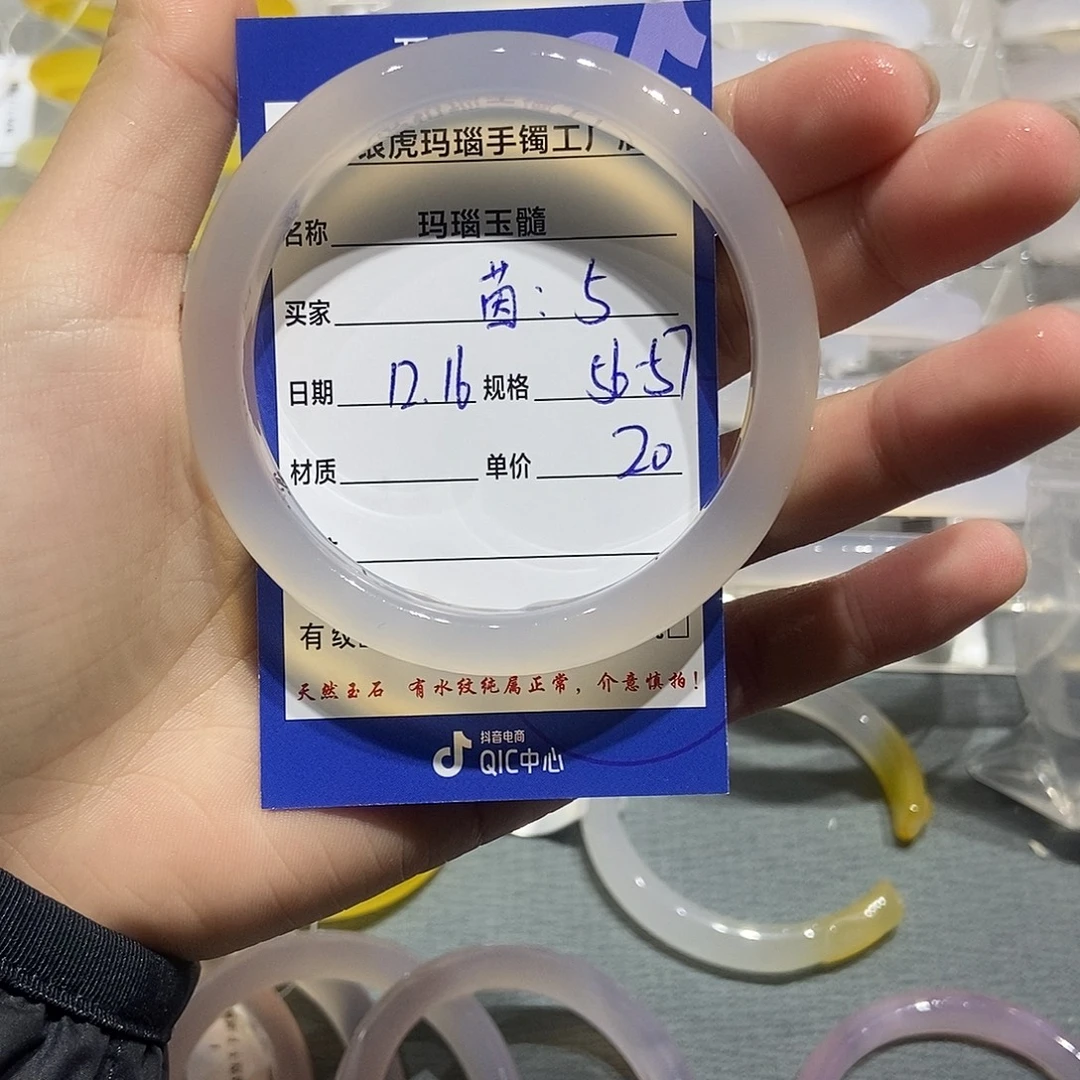 虎玛瑙手镯工厂
名称 玛瑙玉髓
买家 茵：5
日期 12.16 规格 56-57
材质 单价 20
有纹
天然玉石 有水纹纯属正常，介意慎拍！
抖音电商
QIC中心